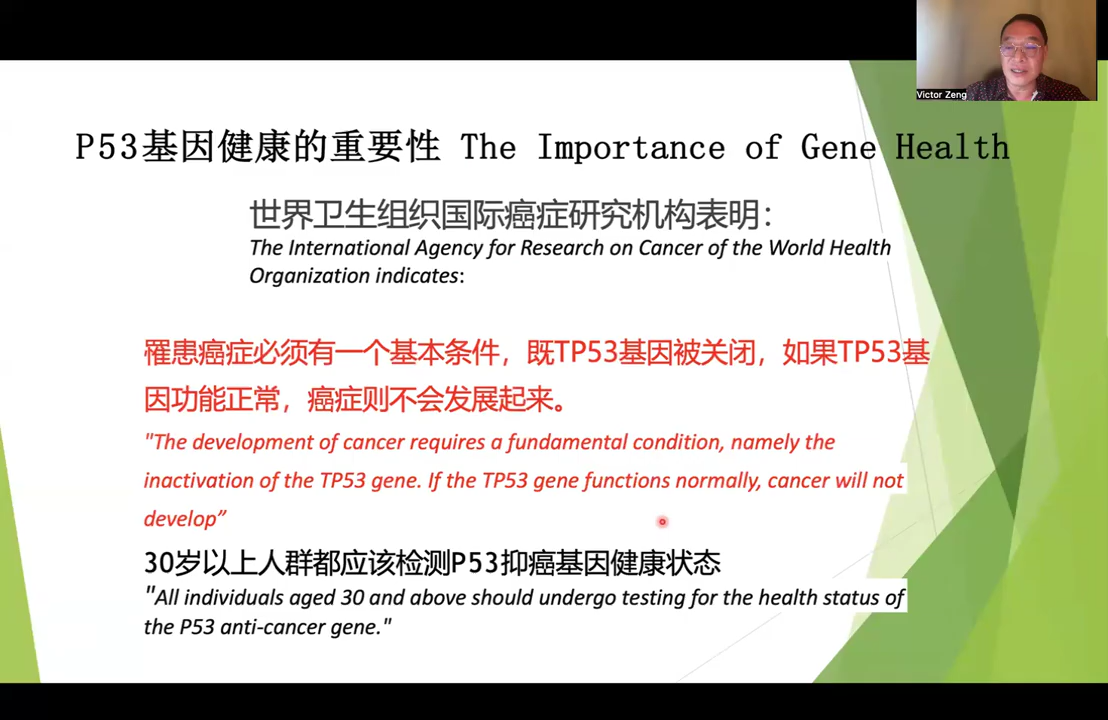 Victor Zeng
P53基因健康的重要性 The Importance of Gene Health
世界卫生组织国际癌症研究机构表明：
The International Agency for Research on Cancer of the World Health
Organization indicates:
罹患癌症必须有一个基本条件，既TP53基因被关闭，如果TP53基
因功能正常，癌症则不会发展起来。
"The development of cancer requires a fundamental condition, namely the
inactivation of the TP53 gene. If the TP53 gene functions normally, cancer will not
develop”
30岁以上人群都应该检测P53抑癌基因健康状态
"All individuals aged 30 and above should undergo testing for the health status of
the P53 anti-cancer gene."